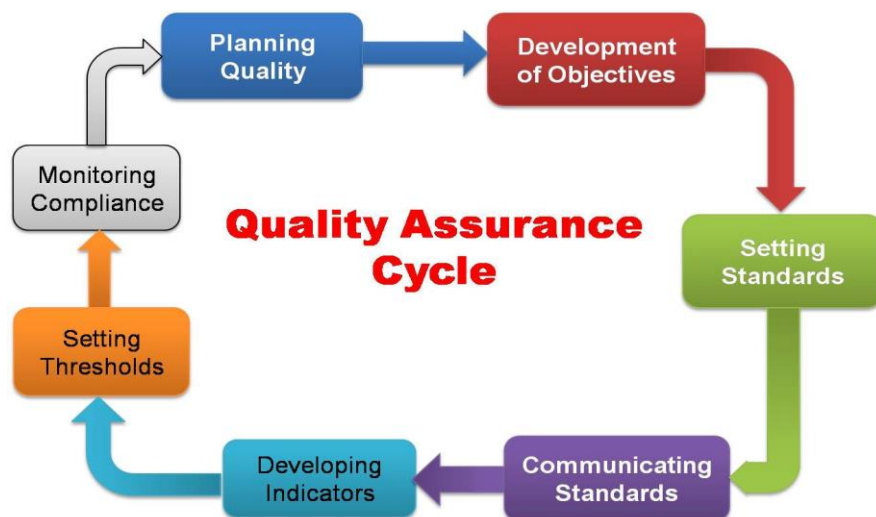 Planning
Quality
Development
of Objectives
Monitoring
Compliance
Quality Assurance
Cycle
Setting
Standards
Setting
Thresholds
Developing
Indicators
Communicating
Standards